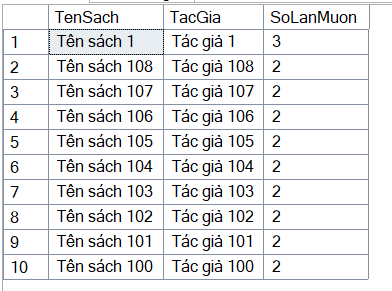 TenSach TacGia SoLanMuon
1 Tên sách 1 Tác giả 1 3
2 Tên sách 108 Tác giả 108 2
3 Tên sách 107 Tác giả 107 2
4 Tên sách 106 Tác giả 106 2
5 Tên sách 105 Tác giả 105 2
6 Tên sách 104 Tác giả 104 2
7 Tên sách 103 Tác giả 103 2
8 Tên sách 102 Tác giả 102 2
9 Tên sách 101 Tác giả 101 2
10 Tên sách 100 Tác giả 100 2